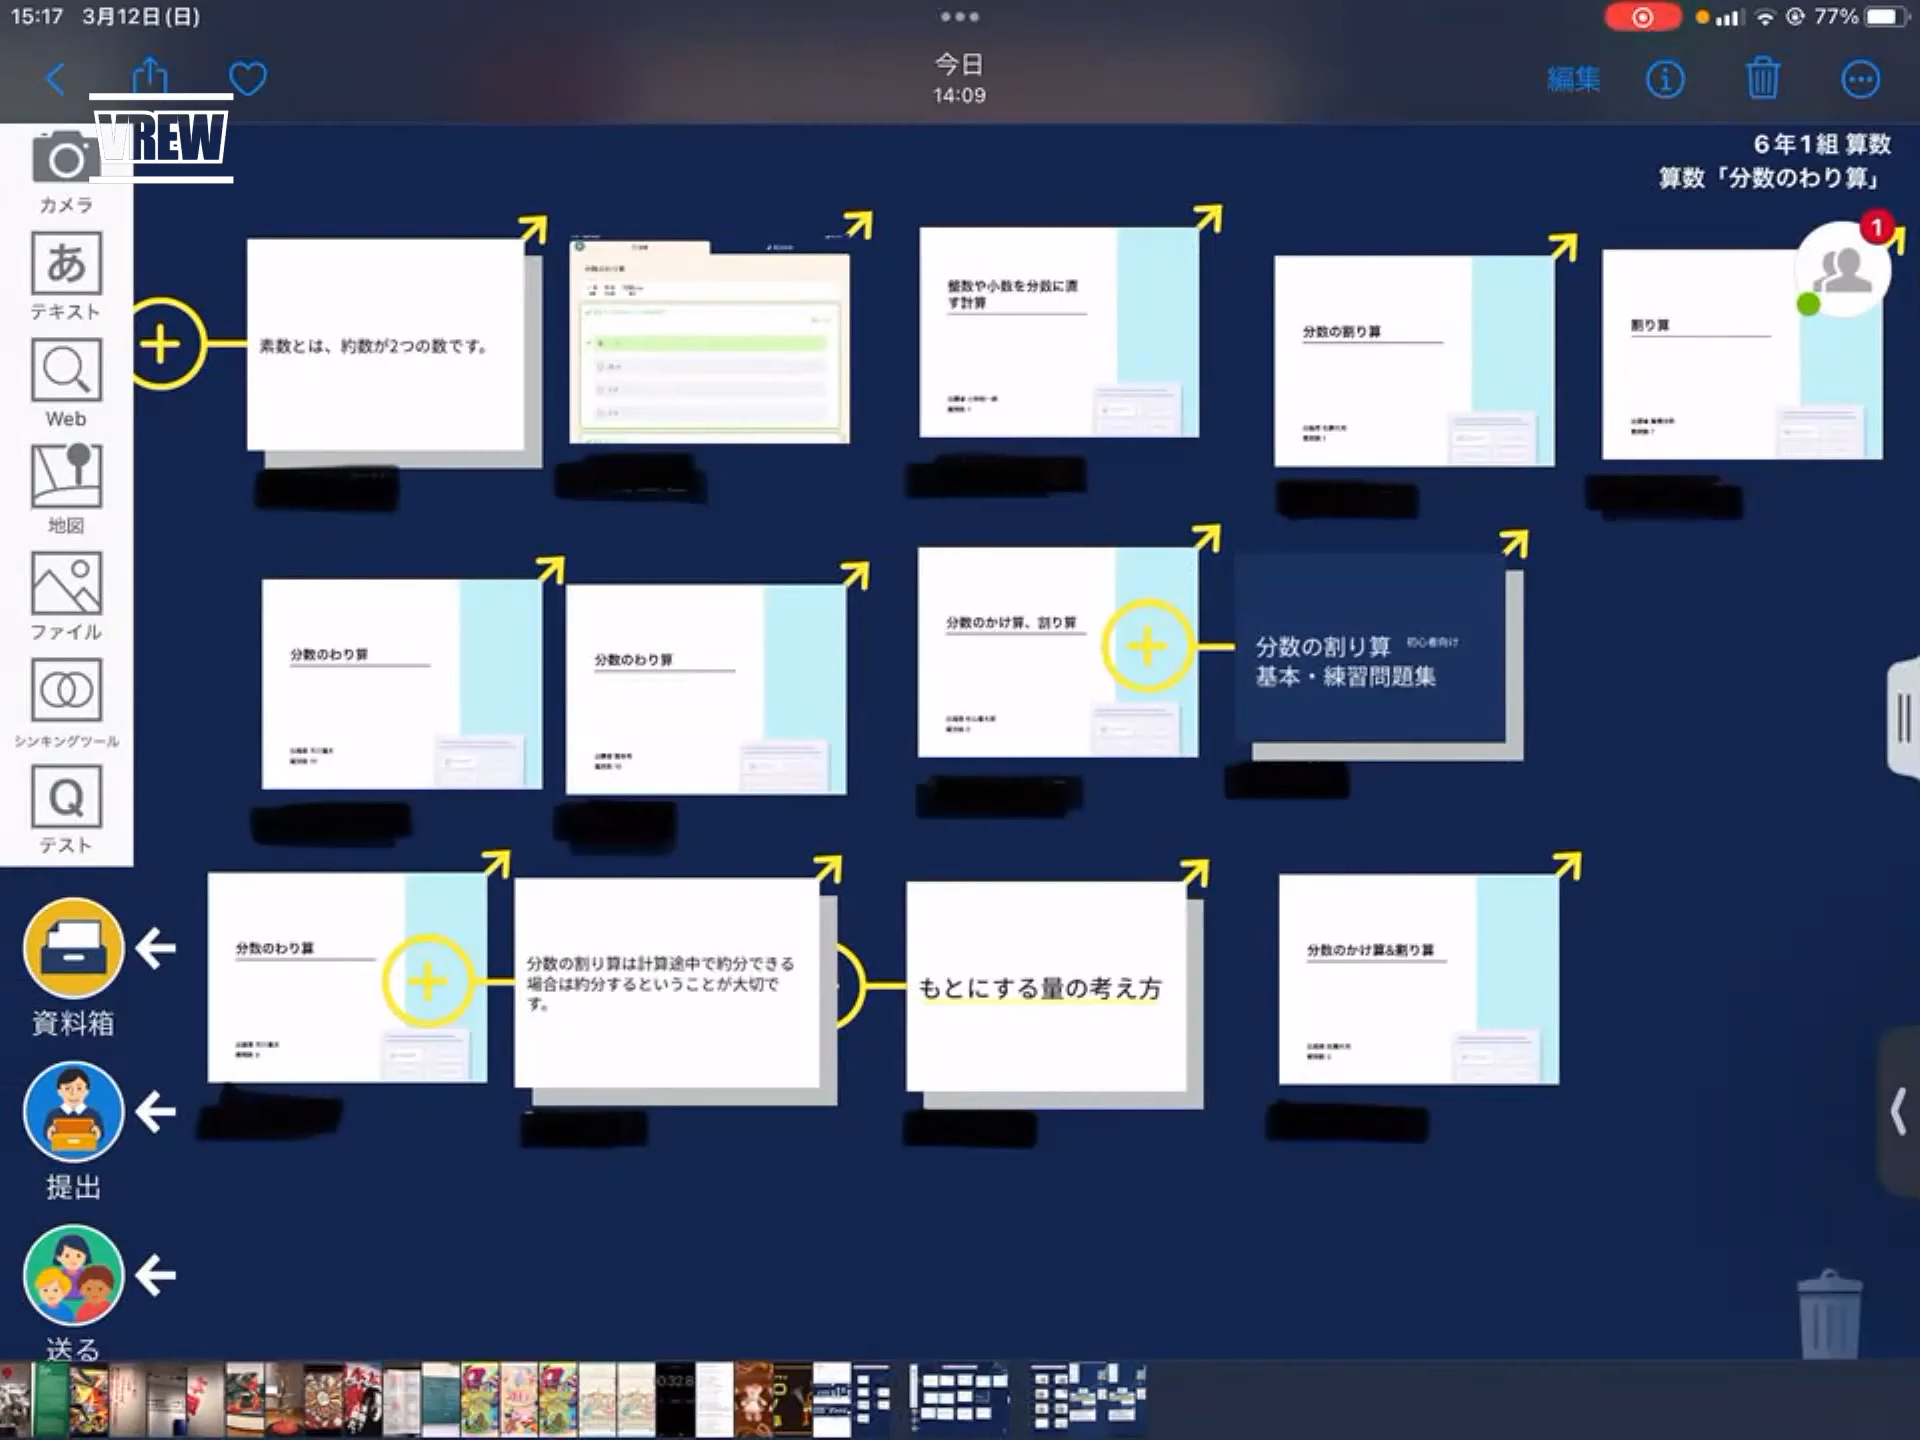 15:17 3月12日(日)
77%
今日
14:09
編集
VREW
6年1組 算数
算数「分数のわり算」
1
カメラ
あ
テキスト
Web
地図
ファイル
シンキングツール
Q
テスト
資料箱
提出
送る
素数とは、約数が2つの数です。
整数や小数を分数に直
す計算
分数の割り算
割り算
分数のわり算
分数のわり算
分数のかけ算、割り算
分数の割り算 初心者向け
基本・練習問題集
分数のわり算
分数の割り算は計算途中で約分できる
場合は約分するということが大切で
す。
もとにする量の考え方
分数のかけ算&割り算